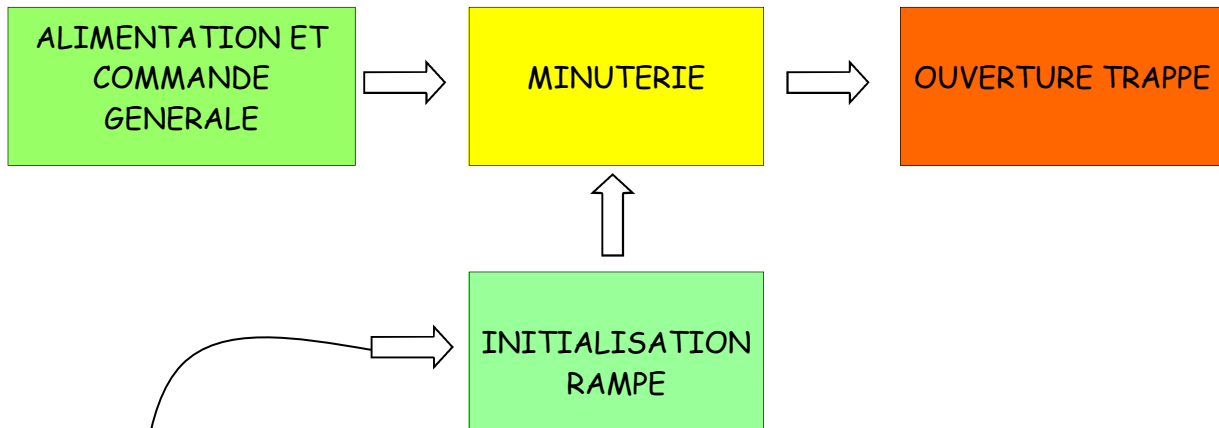 ALIMENTATION ET
COMMANDE
GENERALE
MINUTERIE
OUVERTURE TRAPPE
INITIALISATION
RAMPE